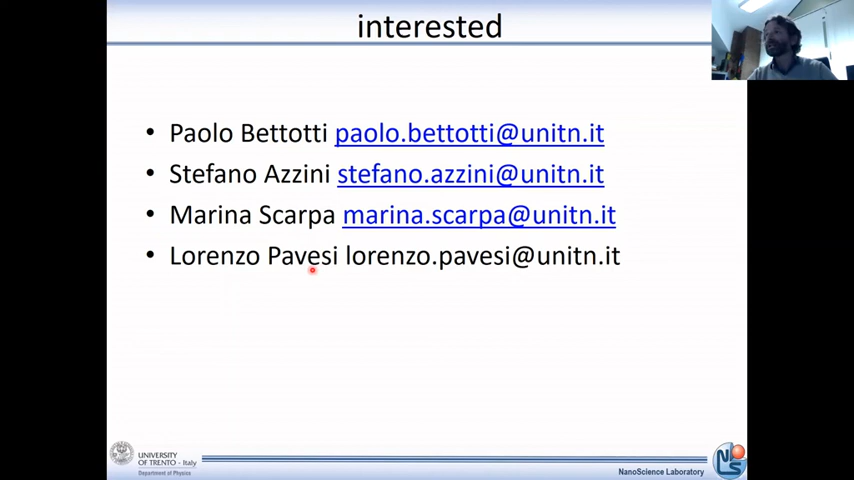 interested
• Paolo Bettotti paolo.bettotti@unitn.it
• Stefano Azzini stefano.azzini@unitn.it
• Marina Scarpa marina.scarpa@unitn.it
• Lorenzo Pavesi lorenzo.pavesi@unitn.it
UNIVERSITY
OF TRENTO - Italy
Department of Physics
NanoScience Laboratory